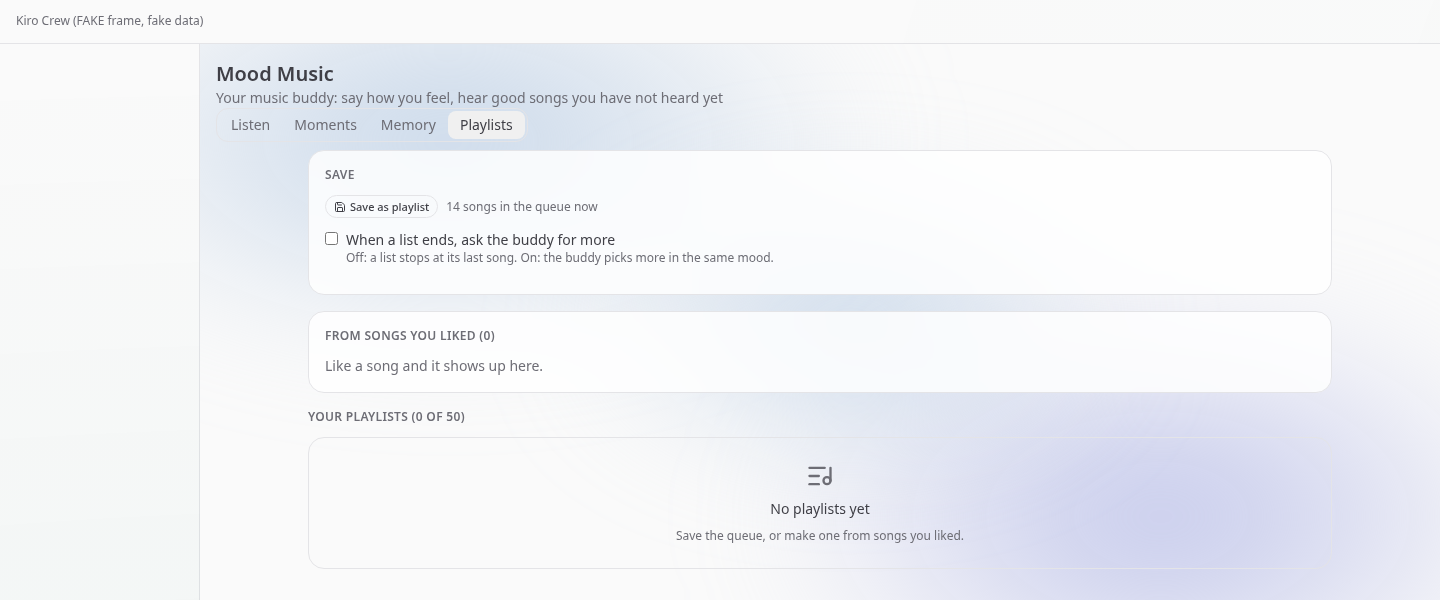 Kiro Crew (FAKE frame, fake data)
Mood Music
Your music buddy: say how you feel, hear good songs you have not heard yet
Listen Moments Memory Playlists
SAVE
Save as playlist 14 songs in the queue now
When a list ends, ask the buddy for more
Off: a list stops at its last song. On: the buddy picks more in the same mood.
FROM SONGS YOU LIKED (0)
Like a song and it shows up here.
YOUR PLAYLISTS (0 OF 50)
No playlists yet
Save the queue, or make one from songs you liked.